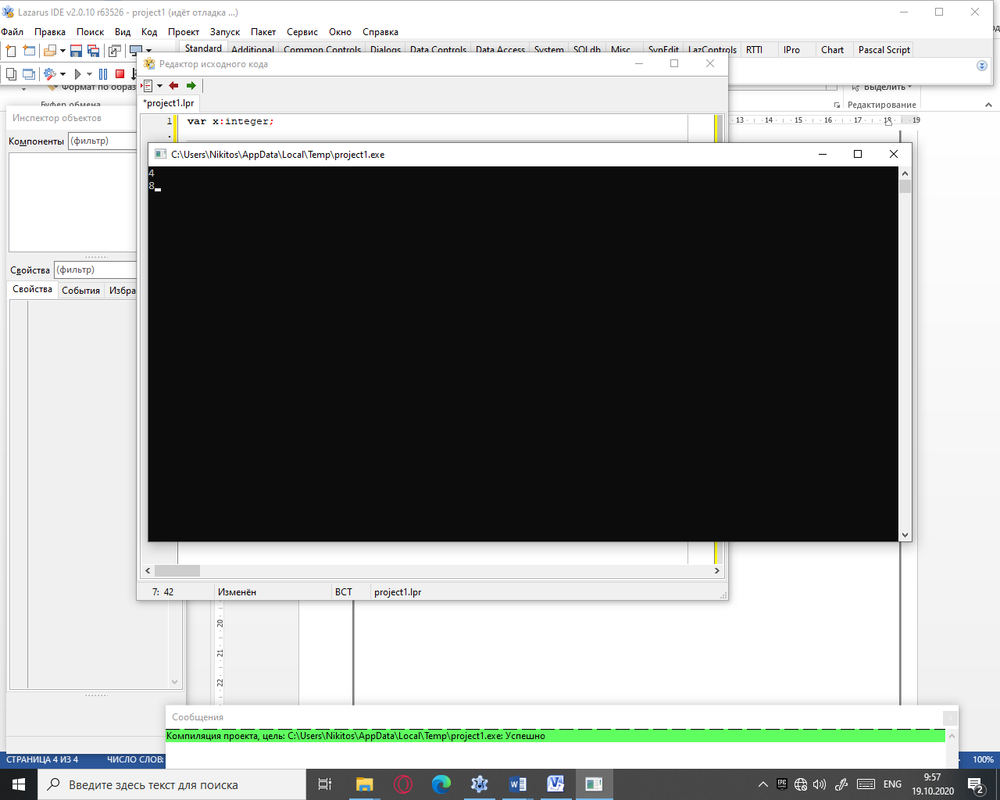 Lazarus IDE v2.0.10 r63526 - project1 (идёт отладка ...)
Файл Правка Поиск Вид Код Проект Запуск Пакет Сервис Окно Справка
Standard Additional Common Controls Dialogs Data Controls Data Access System SQLdb Misc SynEdit LazControls RTTI IPro Chart Pascal Script
Редактор исходного кода
Формат по образ
Выделить
Буфер обмена
Редактирование
*project1.lpr
Инспектор объектов
1 var x:integer;
13 14 15 16 17 18 19
Компоненты (фильтр)
C:\Users\Nikitos\AppData\Local\Temp\project1.exe
4
8
Свойства (фильтр)
Свойства События Избра
7: 42 Изменён ВСТ project1.lpr
20
21
22
Сообщения
Компиляция проекта, цель: C:\Users\Nikitos\AppData\Local\Temp\project1.exe: Успешно
СТРАНИЦА 4 ИЗ 4 ЧИСЛО СЛОВ: 100%
Введите здесь текст для поиска
EPIC
ENG
9:57
19.10.2020
2